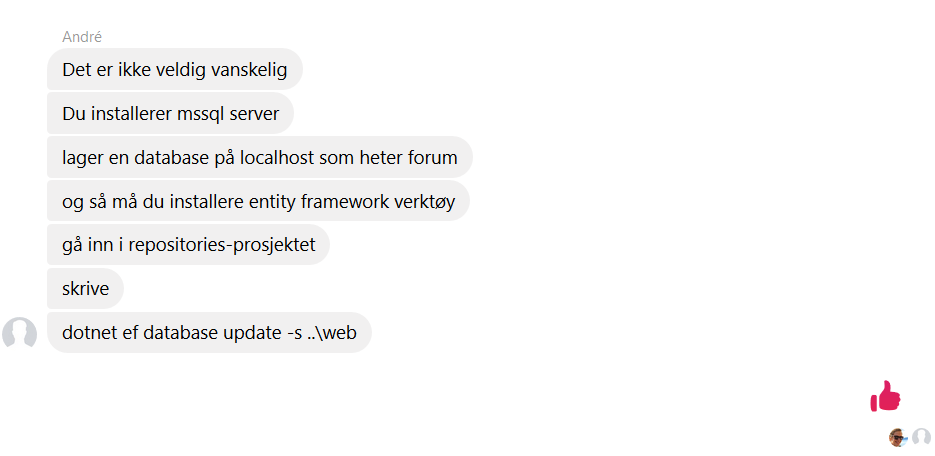 André
Det er ikke veldig vanskelig
Du installerer mssql server
lager en database på localhost som heter forum
og så må du installere entity framework verktøy
gå inn i repositories-prosjektet
skrive
dotnet ef database update -s ..\web